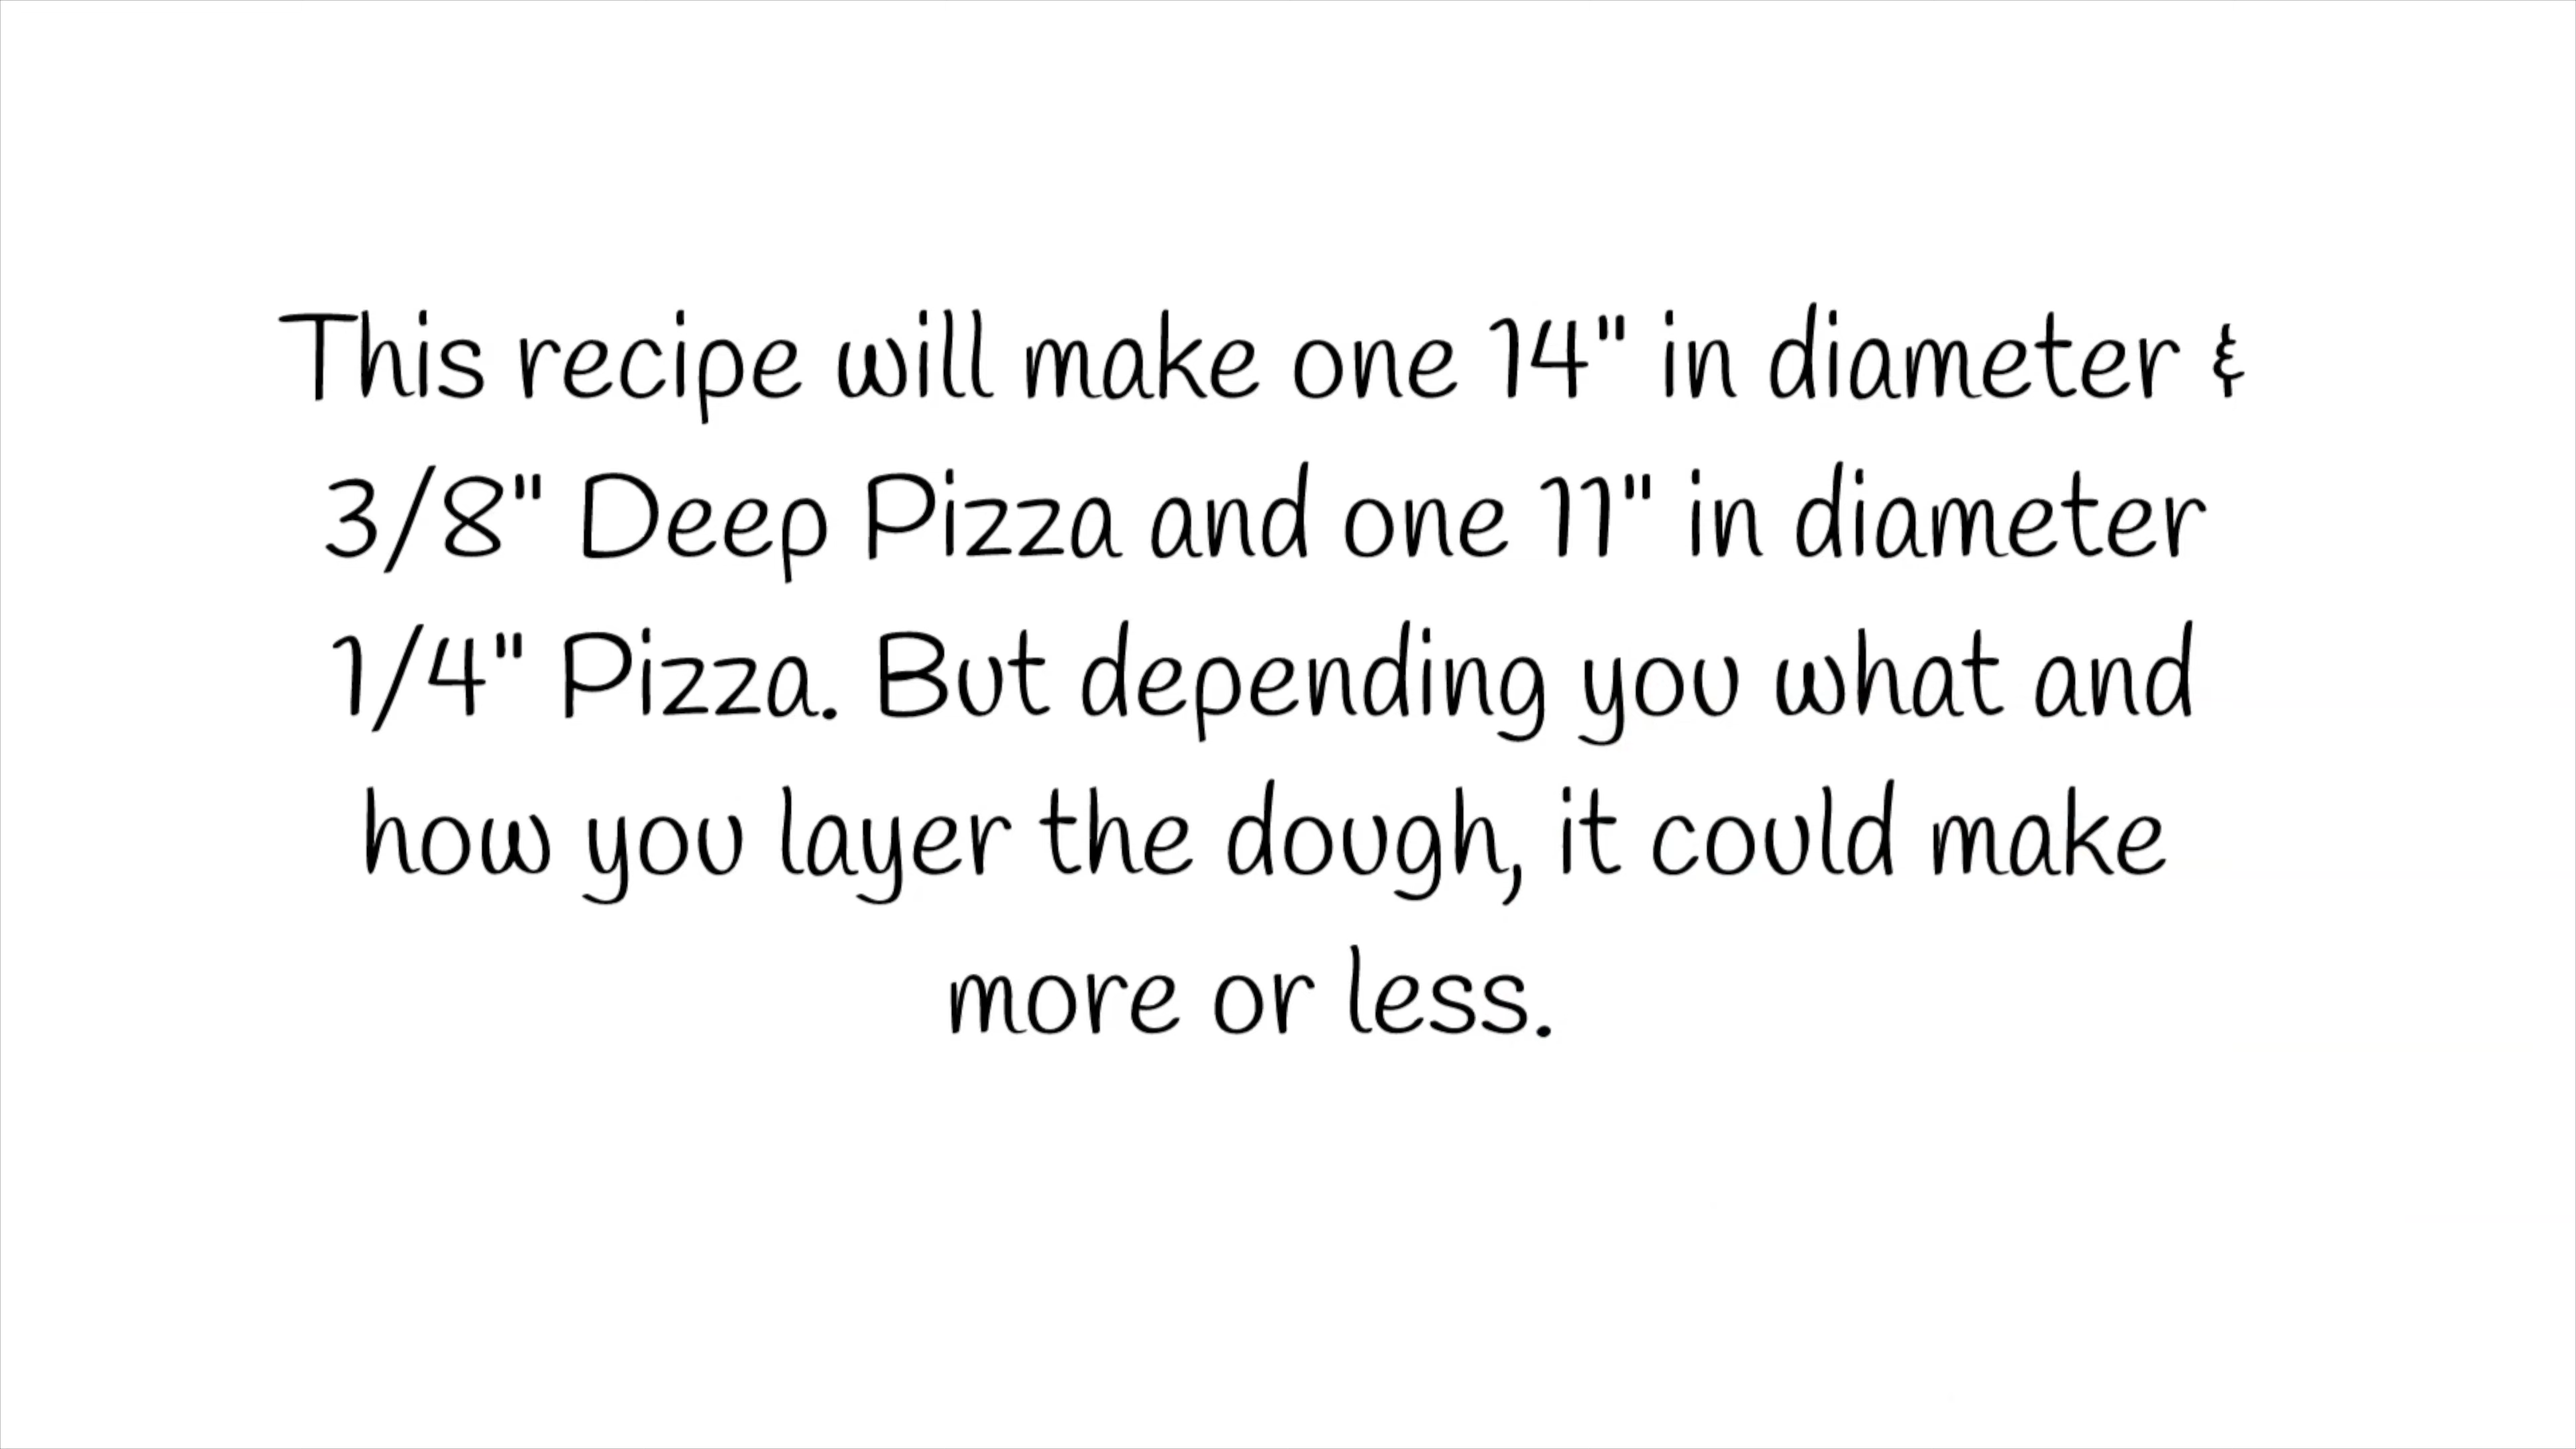 This recipe will make one 14" in diameter &
3/8" Deep Pizza and one 11" in diameter
1/4" Pizza. But depending you what and
how you layer the dough, it could make
more or less.